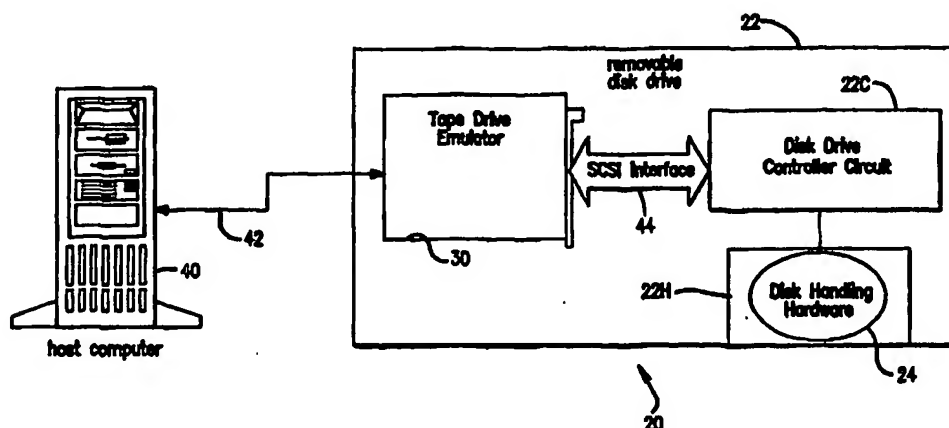 22
removable
disk drive
22C
Tape Drive
Emulator
SCSI Interface
Disk Drive
Controller Circuit
42
30
44
40
22H
Disk Handling
Hardware
host computer
24
20